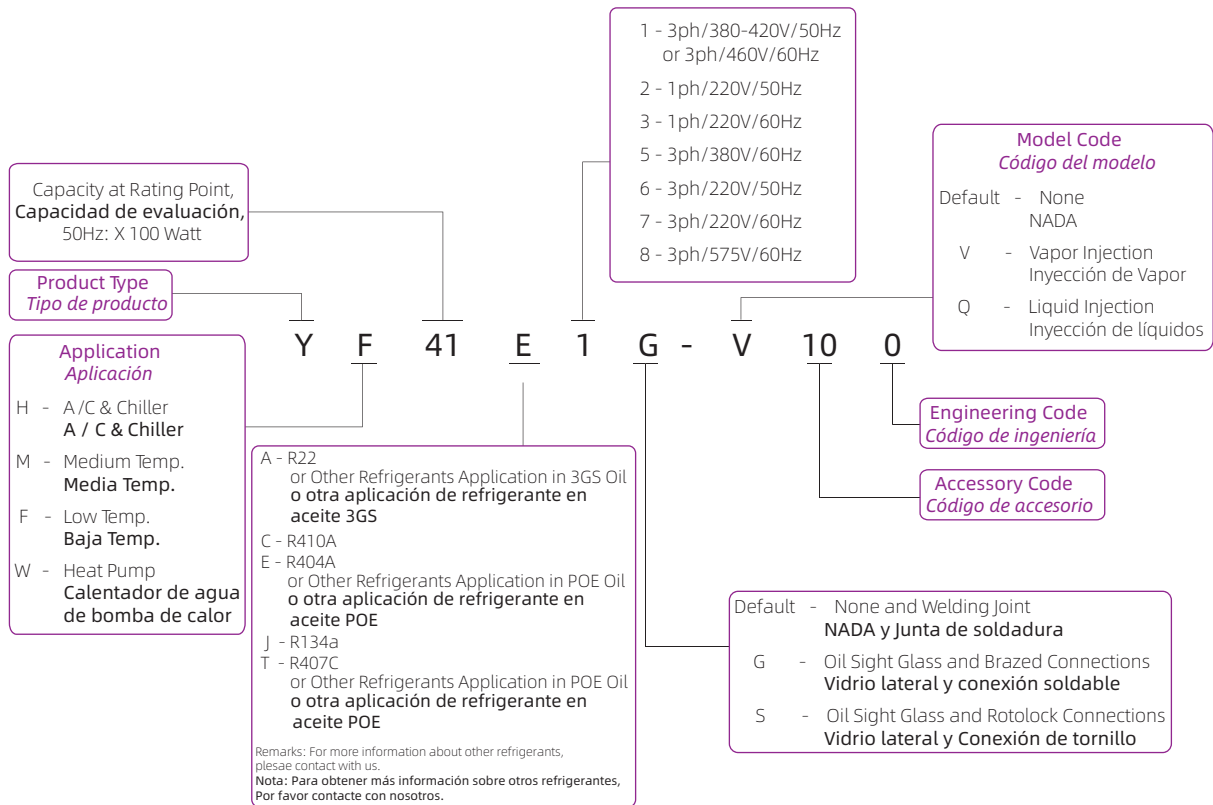 1 - 3ph/380-420V/50Hz
or 3ph/460V/60Hz
2 - 1ph/220V/50Hz
3 - 1ph/220V/60Hz
5 - 3ph/380V/60Hz
6 - 3ph/220V/50Hz
7 - 3ph/220V/60Hz
8 - 3ph/575V/60Hz
Model Code
Código del modelo
Default - None
NADA
V - Vapor Injection
Inyección de Vapor
Q - Liquid Injection
Inyección de líquidos
Capacity at Rating Point,
Capacidad de evaluación,
50Hz: X 100 Watt
Product Type
Tipo de producto
Y F 41 E 1 G - V 10 0
Application
Aplicación
H - A /C & Chiller
A / C & Chiller
M - Medium Temp.
Media Temp.
F - Low Temp.
Baja Temp.
W - Heat Pump
Calentador de agua
de bomba de calor
A - R22
or Other Refrigerants Application in 3GS Oil
o otra aplicación de refrigerante en
aceite 3GS
C - R410A
E - R404A
or Other Refrigerants Application in POE Oil
o otra aplicación de refrigerante en
aceite POE
J - R134a
T - R407C
or Other Refrigerants Application in POE Oil
o otra aplicación de refrigerante en
aceite POE
Remarks: For more information about other refrigerants,
plesae contact with us.
Nota: Para obtener más información sobre otros refrigerantes,
Por favor contacte con nosotros.
Engineering Code
Código de ingeniería
Accessory Code
Código de accesorio
Default - None and Welding Joint
NADA y Junta de soldadura
G - Oil Sight Glass and Brazed Connections
Vidrio lateral y conexión soldable
S - Oil Sight Glass and Rotolock Connections
Vidrio lateral y Conexión de tornillo